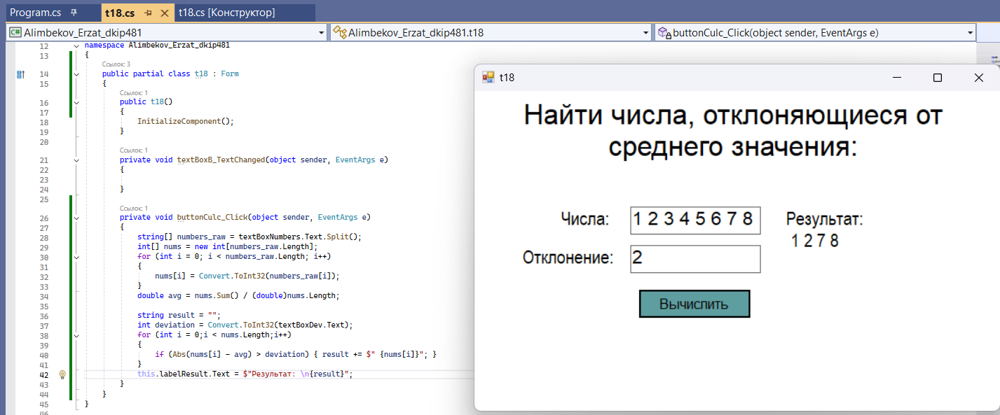 Program.cs t18.cs t18.cs [Конструктор]
C# Alimbekov_Erzat_dkip481 Alimbekov_Erzat_dkip481.t18 buttonCulc_Click(object sender, EventArgs e)
12 namespace Alimbekov_Erzat_dkip481
13 {
Ссылок: 3
14 public partial class t18 : Form
15 {
Ссылок: 1
16 public t18()
17 {
18 InitializeComponent();
19 }
20
Ссылок: 1
21 private void textBoxB_TextChanged(object sender, EventArgs e)
22 {
23
24 }
25
Ссылок: 1
26 private void buttonCulc_Click(object sender, EventArgs e)
27 {
28 string[] numbers_raw = textBoxNumbers.Text.Split();
29 int[] nums = new int[numbers_raw.Length];
30 for (int i = 0; i < numbers_raw.Length; i++)
31 {
32 nums[i] = Convert.ToInt32(numbers_raw[i]);
33 }
34 double avg = nums.Sum() / (double)nums.Length;
35
36 string result = "";
37 int deviation = Convert.ToInt32(textBoxDev.Text);
38 for (int i = 0;i < nums.Length;i++)
39 {
40 if (Abs(nums[i] - avg) > deviation) { result += $" {nums[i]}"; }
41 }
42 this.labelResult.Text = $"Результат: \n{result}";
43 }
44 }
45 }
46
t18
Найти числа, отклоняющиеся от
среднего значения:
Числа: 1 2 3 4 5 6 7 8 Результат:
1 2 7 8
Отклонение: 2
Вычислить